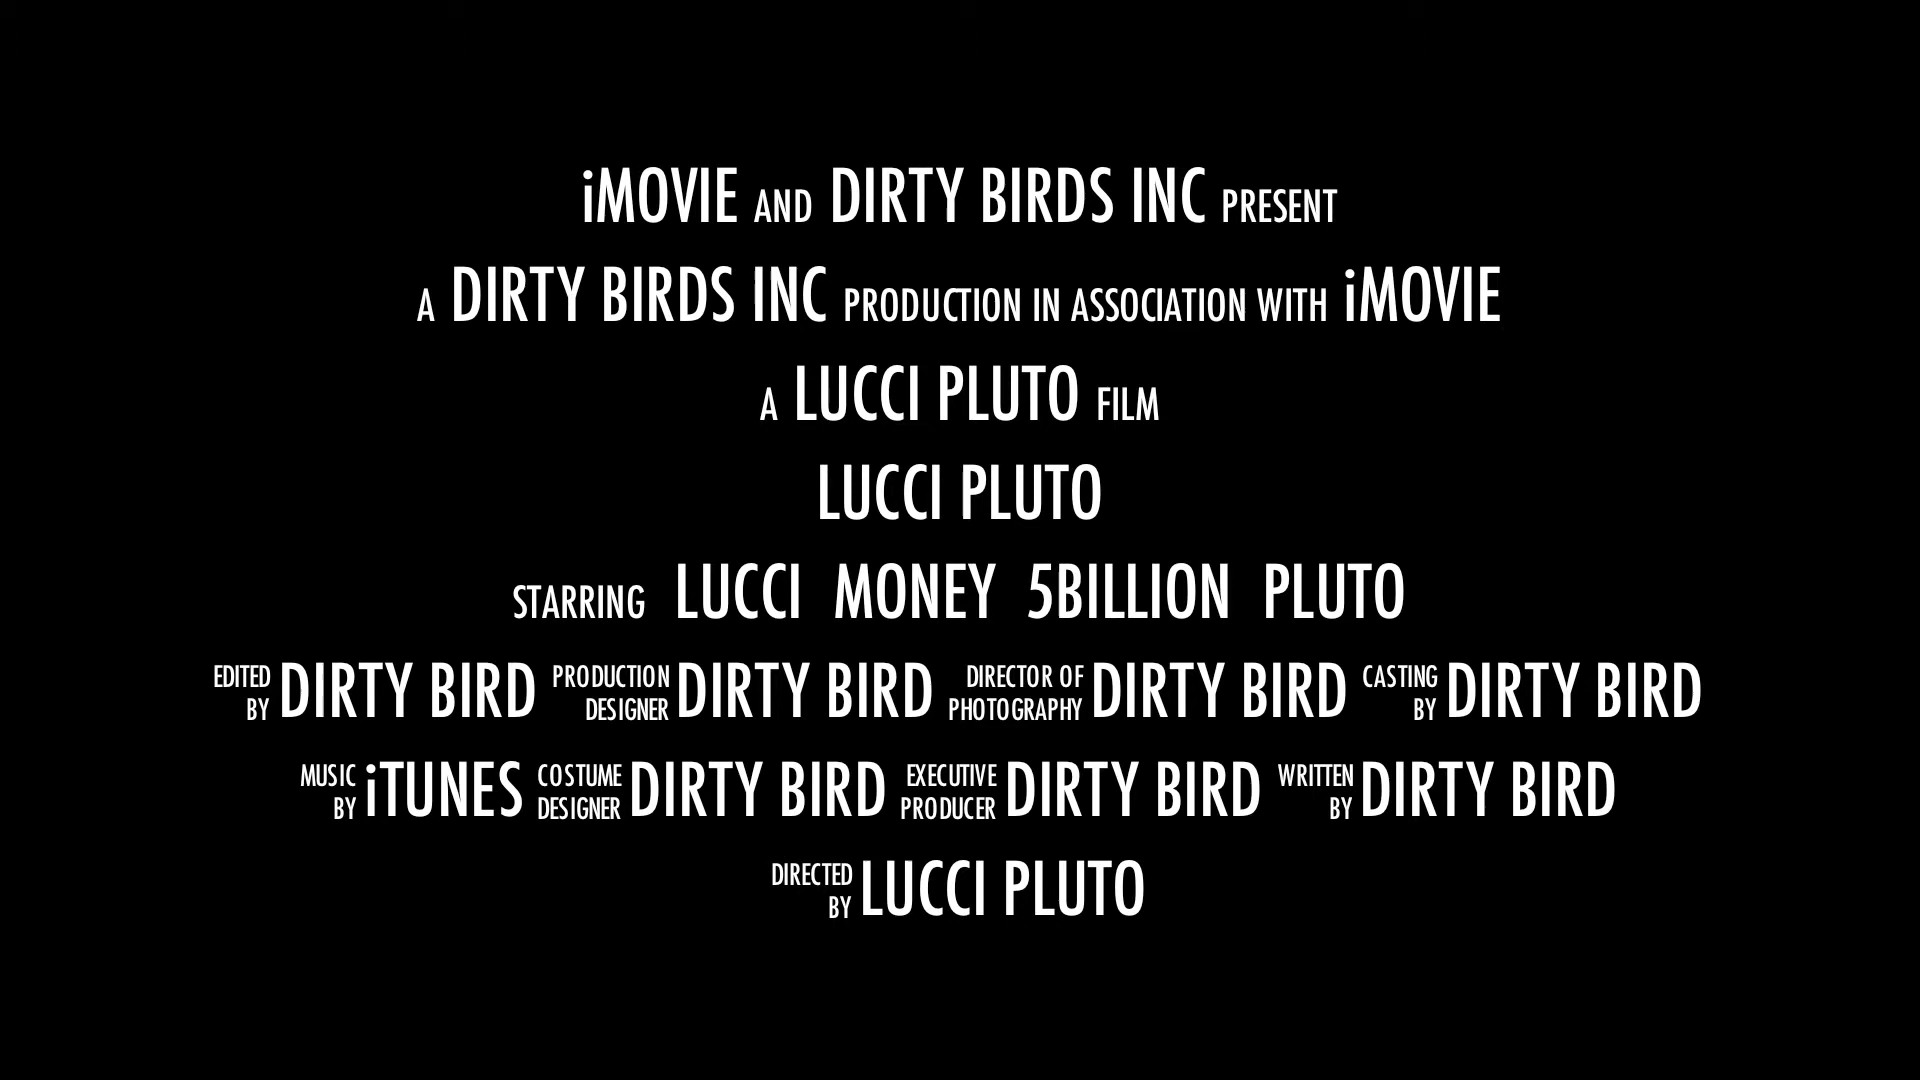 iMOVIE AND DIRTY BIRDS INC PRESENT
A DIRTY BIRDS INC PRODUCTION IN ASSOCIATION WITH iMOVIE
A LUCCI PLUTO FILM
LUCCI PLUTO
STARRING LUCCI MONEY 5BILLION PLUTO
EDITED BY DIRTY BIRD PRODUCTION DESIGNER DIRTY BIRD DIRECTOR OF PHOTOGRAPHY DIRTY BIRD CASTING BY DIRTY BIRD
MUSIC BY iTUNES COSTUME DESIGNER DIRTY BIRD EXECUTIVE PRODUCER DIRTY BIRD WRITTEN BY DIRTY BIRD
DIRECTED BY LUCCI PLUTO